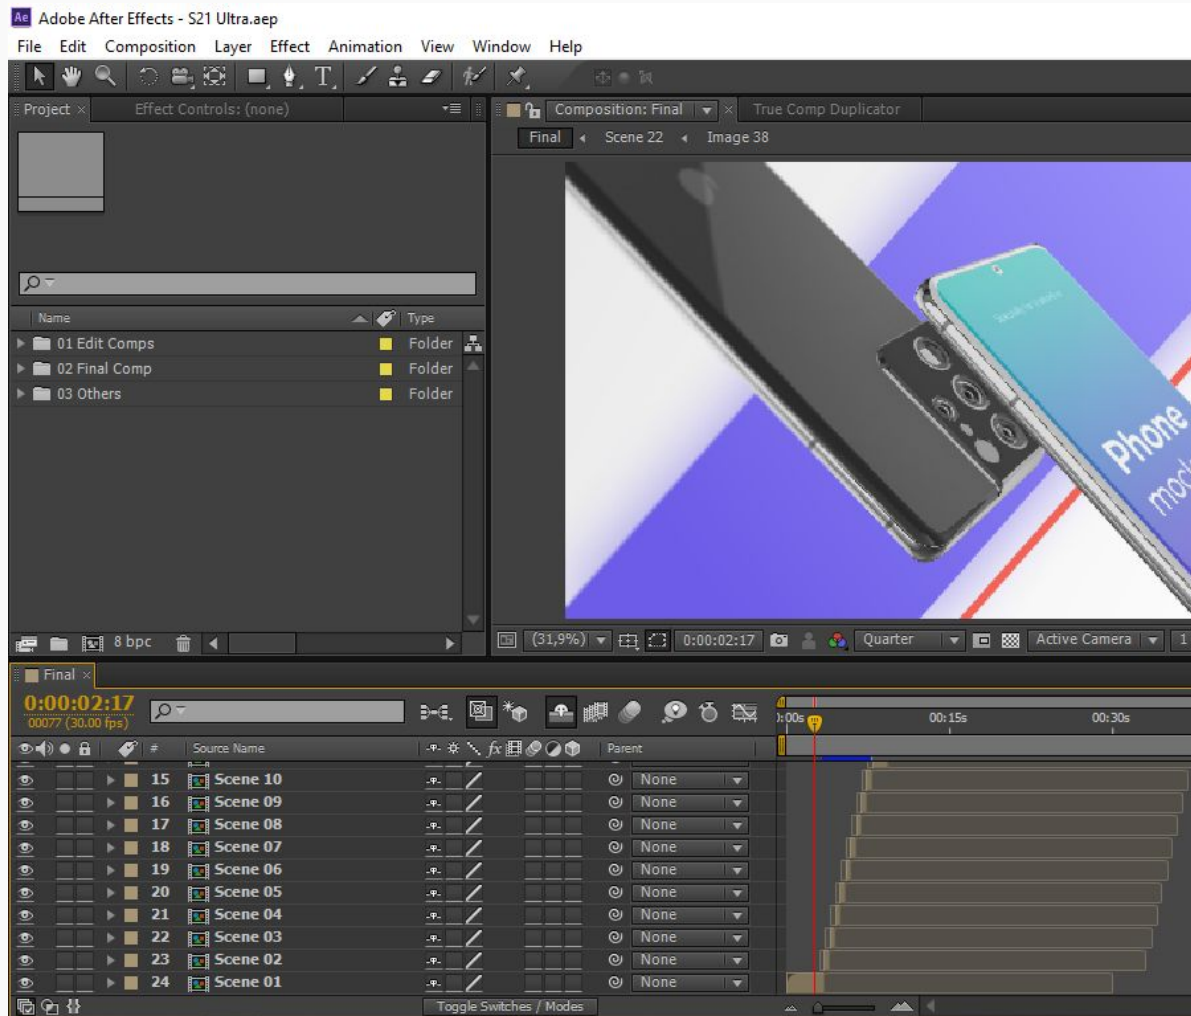 Ae Adobe After Effects - S21 Ultra.aep
File Edit Composition Layer Effect Animation View Window Help
Project × Effect Controls: (none)
Composition: Final × True Comp Duplicator
Final Scene 22 Image 38
Name Type
01 Edit Comps Folder
02 Final Comp Folder
03 Others Folder
Phone
8 bpc
(31,9%) 0:00:02:17 Quarter Active Camera 1
Final ×
0:00:02:17
00077 (30.00 fps)
):00s 00:15s 00:30s
# Source Name fx Parent
15 Scene 10 None
16 Scene 09 None
17 Scene 08 None
18 Scene 07 None
19 Scene 06 None
20 Scene 05 None
21 Scene 04 None
22 Scene 03 None
23 Scene 02 None
24 Scene 01 None
Toggle Switches / Modes